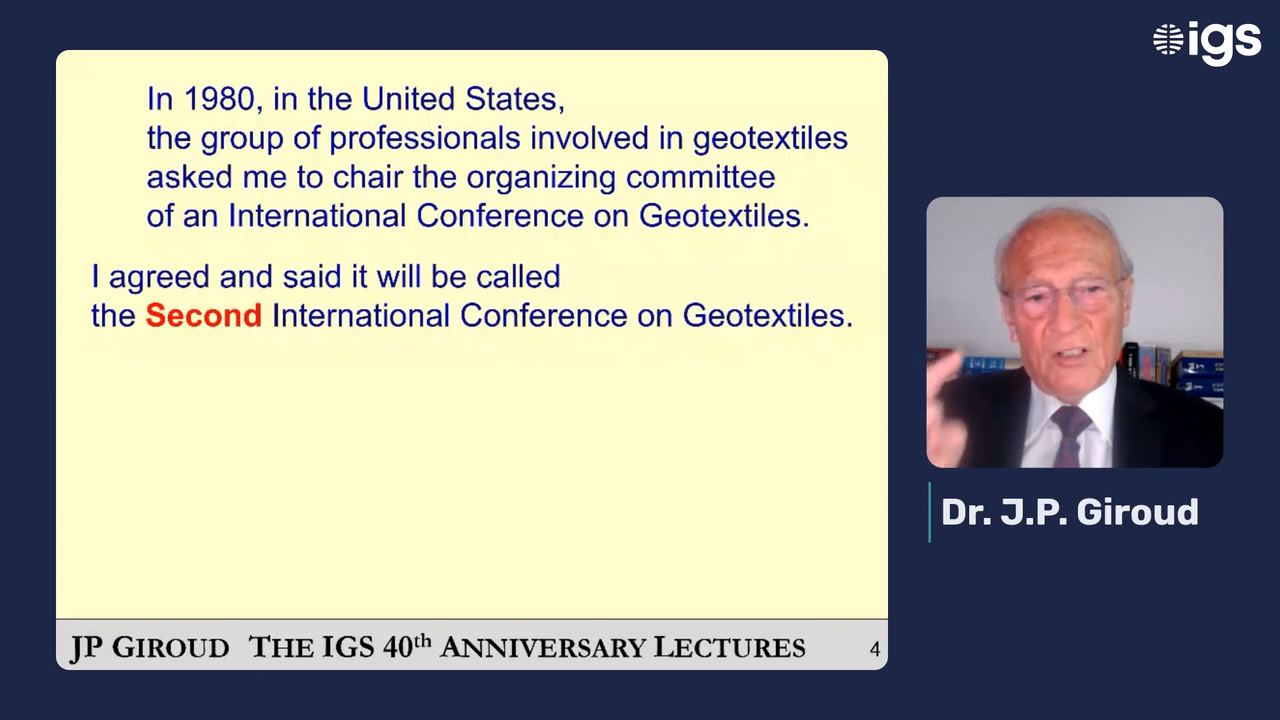 igs
In 1980, in the United States,
the group of professionals involved in geotextiles
asked me to chair the organizing committee
of an International Conference on Geotextiles.
I agreed and said it will be called
the Second International Conference on Geotextiles.
Dr. J.P. Giroud
JP GIROUD THE IGS 40th ANNIVERSARY LECTURES 4